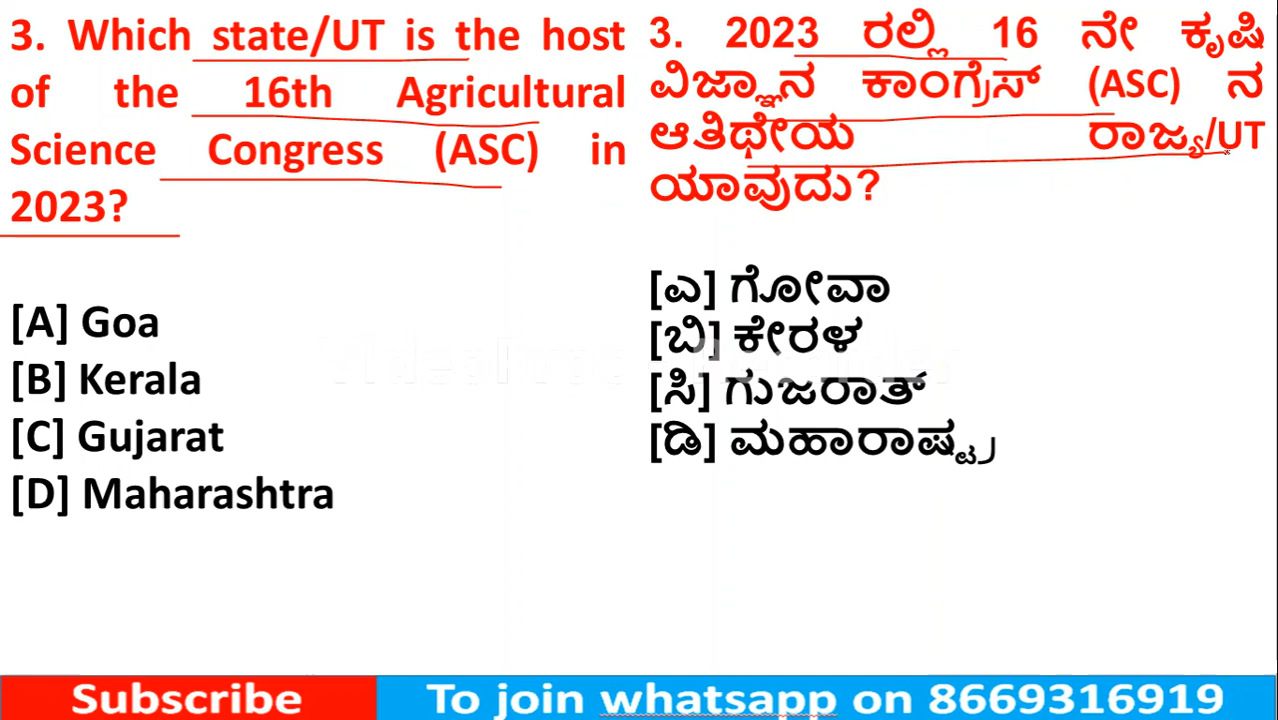 3. Which state/UT is the host
of the 16th Agricultural
Science Congress (ASC) in
2023?
[A] Goa
[B] Kerala
[C] Gujarat
[D] Maharashtra
3. 2023 ರಲ್ಲಿ 16 ನೇ ಕೃಷಿ
ವಿಜ್ಞಾನ ಕಾಂಗ್ರೆಸ್ (ASC) ನ
ಆತಿಥೇಯ ರಾಜ್ಯ/UT
ಯಾವುದು?
[ಎ] ಗೋವಾ
[ಬಿ] ಕೇರಳ
[ಸಿ] ಗುಜರಾತ್
[ಡಿ] ಮಹಾರಾಷ್ಟ್ರ
Subscribe
To join whatsapp on 8669316919